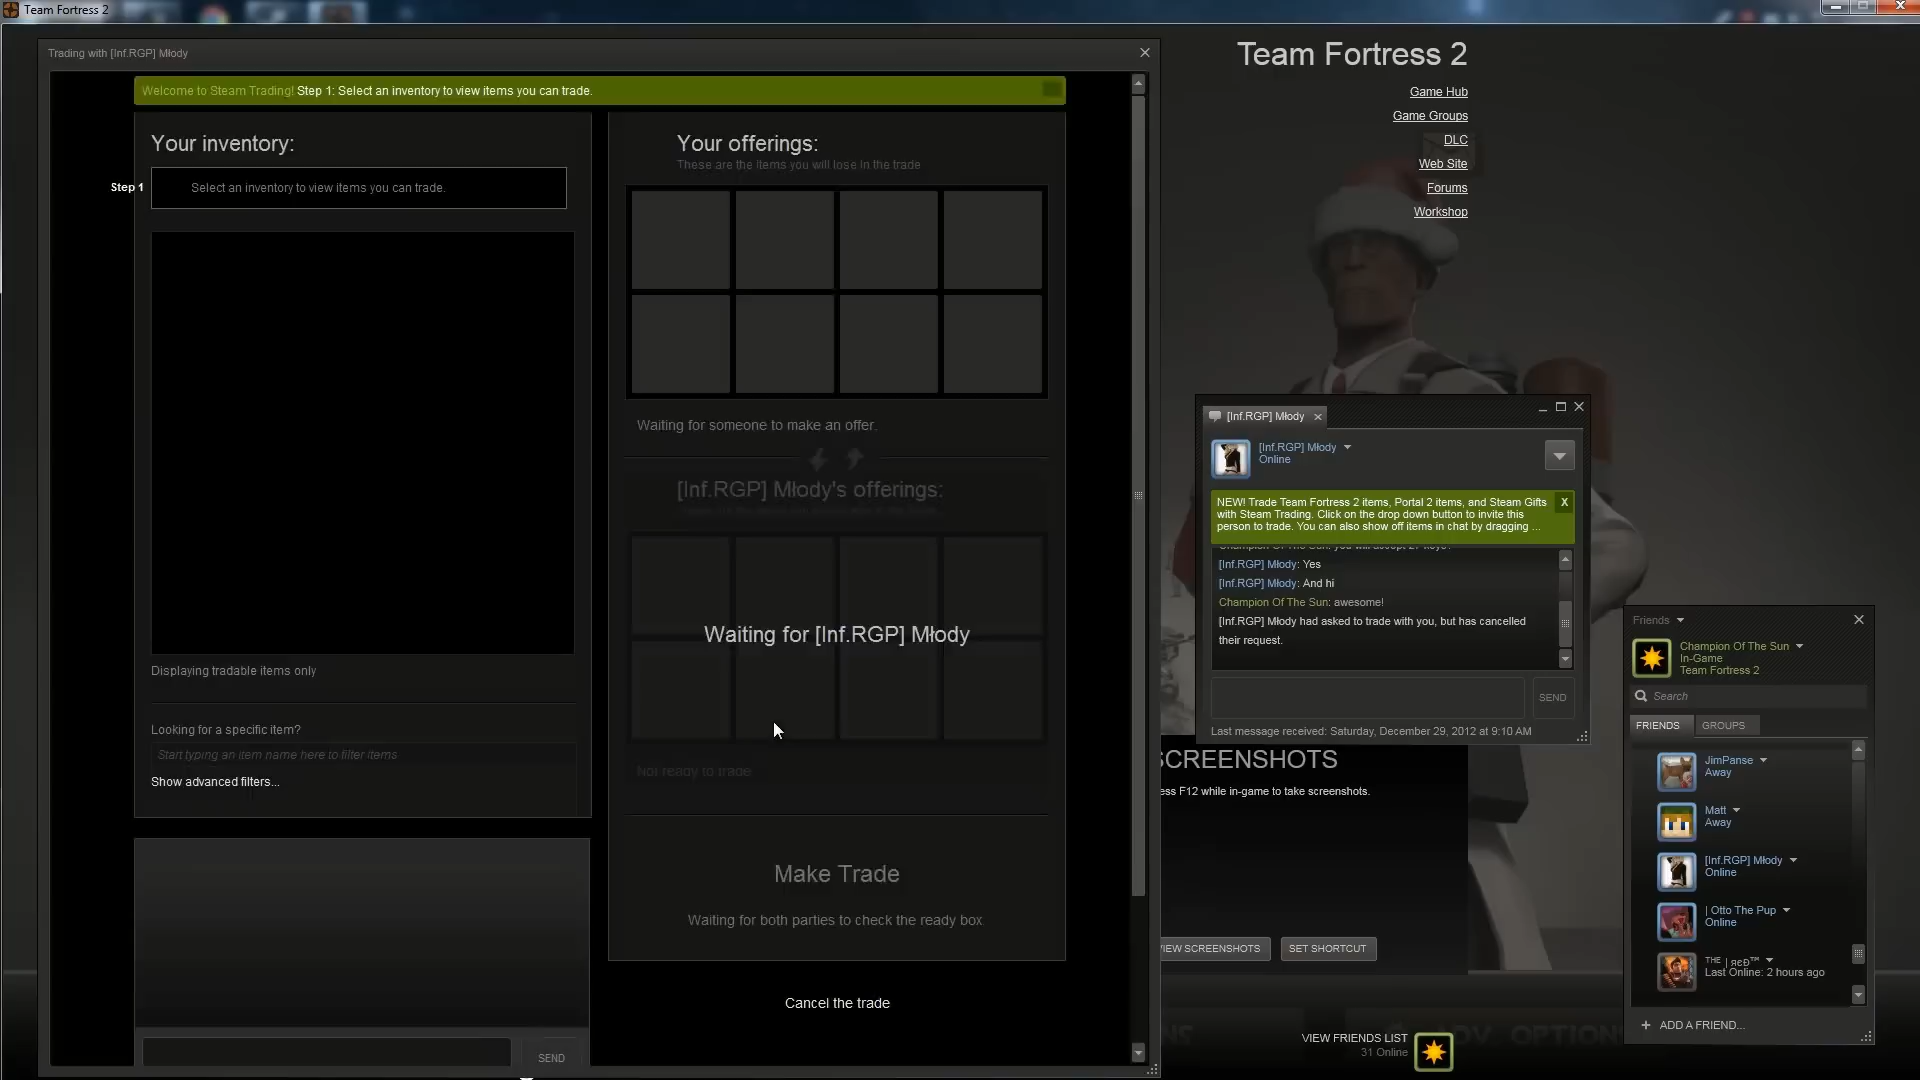 Team Fortress 2
Trading with [Inf.RGP] Młody
Welcome to Steam Trading! Step 1: Select an inventory to view items you can trade.
Your inventory:
Step 1
Select an inventory to view items you can trade.
Displaying tradable items only
Looking for a specific item?
Start typing an item name here to filter items
Show advanced filters...
SEND
Your offerings:
These are the items you will lose in the trade
Waiting for someone to make an offer.
[Inf.RGP] Młody's offerings:
Waiting for [Inf.RGP] Młody
Not ready to trade
Make Trade
Waiting for both parties to check the ready box.
Cancel the trade
Team Fortress 2
Game Hub
Game Groups
DLC
Web Site
Forums
Workshop
[Inf.RGP] Młody
[Inf.RGP] Młody
Online
NEW! Trade Team Fortress 2 items, Portal 2 items, and Steam Gifts
with Steam Trading. Click on the drop down button to invite this
person to trade. You can also show off items in chat by dragging ...
X
Champion Of The Sun: you will accept 27 keys?
[Inf.RGP] Młody: Yes
[Inf.RGP] Młody: And hi
Champion Of The Sun: awesome!
[Inf.RGP] Młody had asked to trade with you, but has cancelled
their request.
SEND
Last message received: Saturday, December 29, 2012 at 9:10 AM
SCREENSHOTS
ess F12 while in-game to take screenshots.
VIEW SCREENSHOTS
SET SHORTCUT
VIEW FRIENDS LIST
31 Online
Friends
Champion Of The Sun
In-Game
Team Fortress 2
Search
FRIENDS
GROUPS
JimPanse
Away
Matt
Away
[Inf.RGP] Młody
Online
| Otto The Pup
Online
Last Online: 2 hours ago
+ ADD A FRIEND...